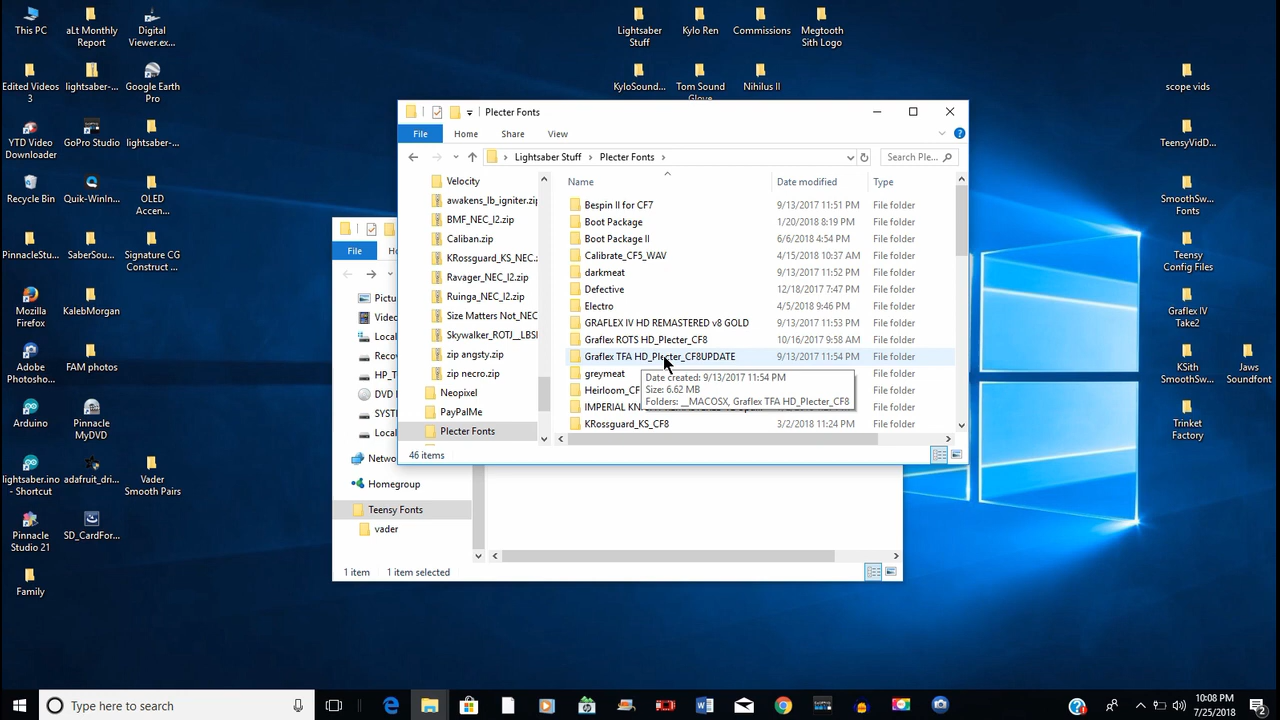 This PC
aLt Monthly
Report
Digital
Viewer.ex...
Lightsaber
Stuff
Kylo Ren
Commissions
Megtooth
Sith Logo
Edited Videos
3
lightsaber-...
Google Earth
Pro
KyloSound...
Tom Sound
Glove
Nihilus II
scope vids
YTD Video
Downloader
GoPro Studio
lightsaber-...
TeensyVidD...
Recycle Bin
Quik-WinIn...
OLED
Accen...
SmoothSw...
Fonts
PinnacleStu...
SaberSou...
Signature CG
Construct ...
Teensy
Config Files
Mozilla
Firefox
KalebMorgan
Graflex IV
Take2
Adobe
Photosho...
FAM photos
KSith
SmoothSw...
Jaws
Soundfont
Arduino
Pinnacle
MyDVD
Trinket
Factory
lightsaber.ino
- Shortcut
adafruit_dri...
Vader
Smooth Pairs
Pinnacle
Studio 21
SD_CardFor...
Family
Plecter Fonts
File
Home
Share
View
Lightsaber Stuff
Plecter Fonts
Search Ple...
Velocity
awakens_lb_igniter.zip
BMF_NEC_I2.zip
Caliban.zip
KRossguard_KS_NEC.z
Ravager_NEC_I2.zip
Ruinga_NEC_I2.zip
Size Matters Not_NEC
Skywalker_ROTJ__LBSI
zip angsty.zip
zip necro.zip
Neopixel
PayPalMe
Plecter Fonts
Name Date modified Type
Bespin II for CF7 9/13/2017 11:51 PM File folder
Boot Package 1/20/2018 8:19 PM File folder
Boot Package II 6/6/2018 4:54 PM File folder
Calibrate_CF5_WAV 4/15/2018 10:37 AM File folder
darkmeat 9/13/2017 11:52 PM File folder
Defective 12/18/2017 7:47 PM File folder
Electro 4/5/2018 9:46 PM File folder
GRAFLEX IV HD REMASTERED v8 GOLD 9/13/2017 11:53 PM File folder
Graflex ROTS HD_Plecter_CF8 10/16/2017 9:58 AM File folder
Graflex TFA HD_Plecter_CF8UPDATE 9/13/2017 11:54 PM File folder
greymeat File folder
Heirloom_CF File folder
IMPERIAL KN File folder
KRossguard_KS_CF8 3/2/2018 11:24 PM File folder
Date created: 9/13/2017 11:54 PM
Size: 6.62 MB
Folders: __MACOSX, Graflex TFA HD_Plecter_CF8
46 items
File
Ho
Pictu
Videc
Local
Reco
HP_T
DVD
SYST
Local
Netwo
Homegroup
Teensy Fonts
vader
1 item 1 item selected
Type here to search
10:08 PM
7/25/2018
2